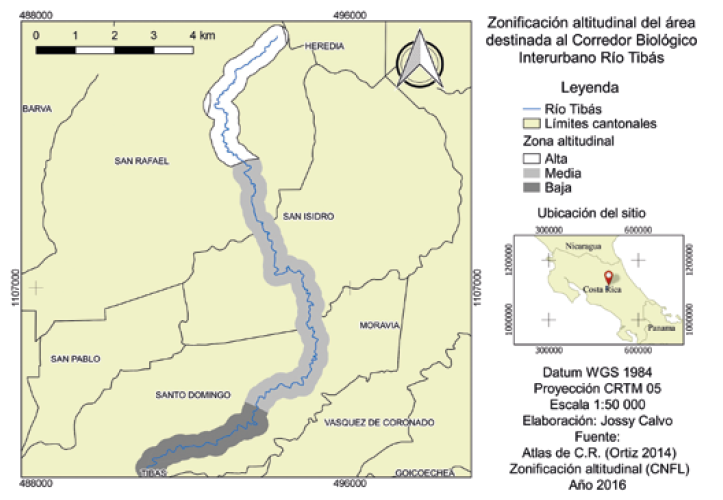 488000
496000
0 1 2 3 4 km
HEREDIA
BARVA
SAN RAFAEL
SAN ISIDRO
1107000
1107000
MORAVIA
SAN PABLO
SANTO DOMINGO
VASQUEZ DE CORONADO
TIBAS
GOICOECHEA
488000
496000
Zonificación altitudinal del área
destinada al Corredor Biológico
Interurbano Río Tibás
Leyenda
Río Tibás
Límites cantonales
Zona altitudinal
Alta
Media
Baja
Ubicación del sitio
300000
600000
Nicaragua
1200000
1200000
Costa Rica
1000000
1000000
Panama
300000
600000
Datum WGS 1984
Proyección CRTM 05
Escala 1:50 000
Elaboración: Jossy Calvo
Fuente:
Atlas de C.R. (Ortiz 2014)
Zonificación altitudinal (CNFL)
Año 2016